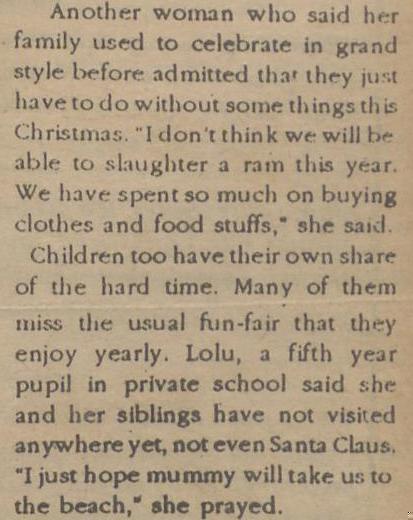 Another woman who said her
family used to celebrate in grand
style before admitted that they just
have to do without some things this
Christmas. "I don't think we will be
able to slaughter a ram this year.
We have spent so much on buying
clothes and food stuffs," she said.
Children too have their own share
of the hard time. Many of them
miss the usual fun-fair that they
enjoy yearly. Lolu, a fifth year
pupil in private school said she
and her siblings have not visited
anywhere yet, not even Santa Claus.
"I just hope mummy will take us to
the beach," she prayed.